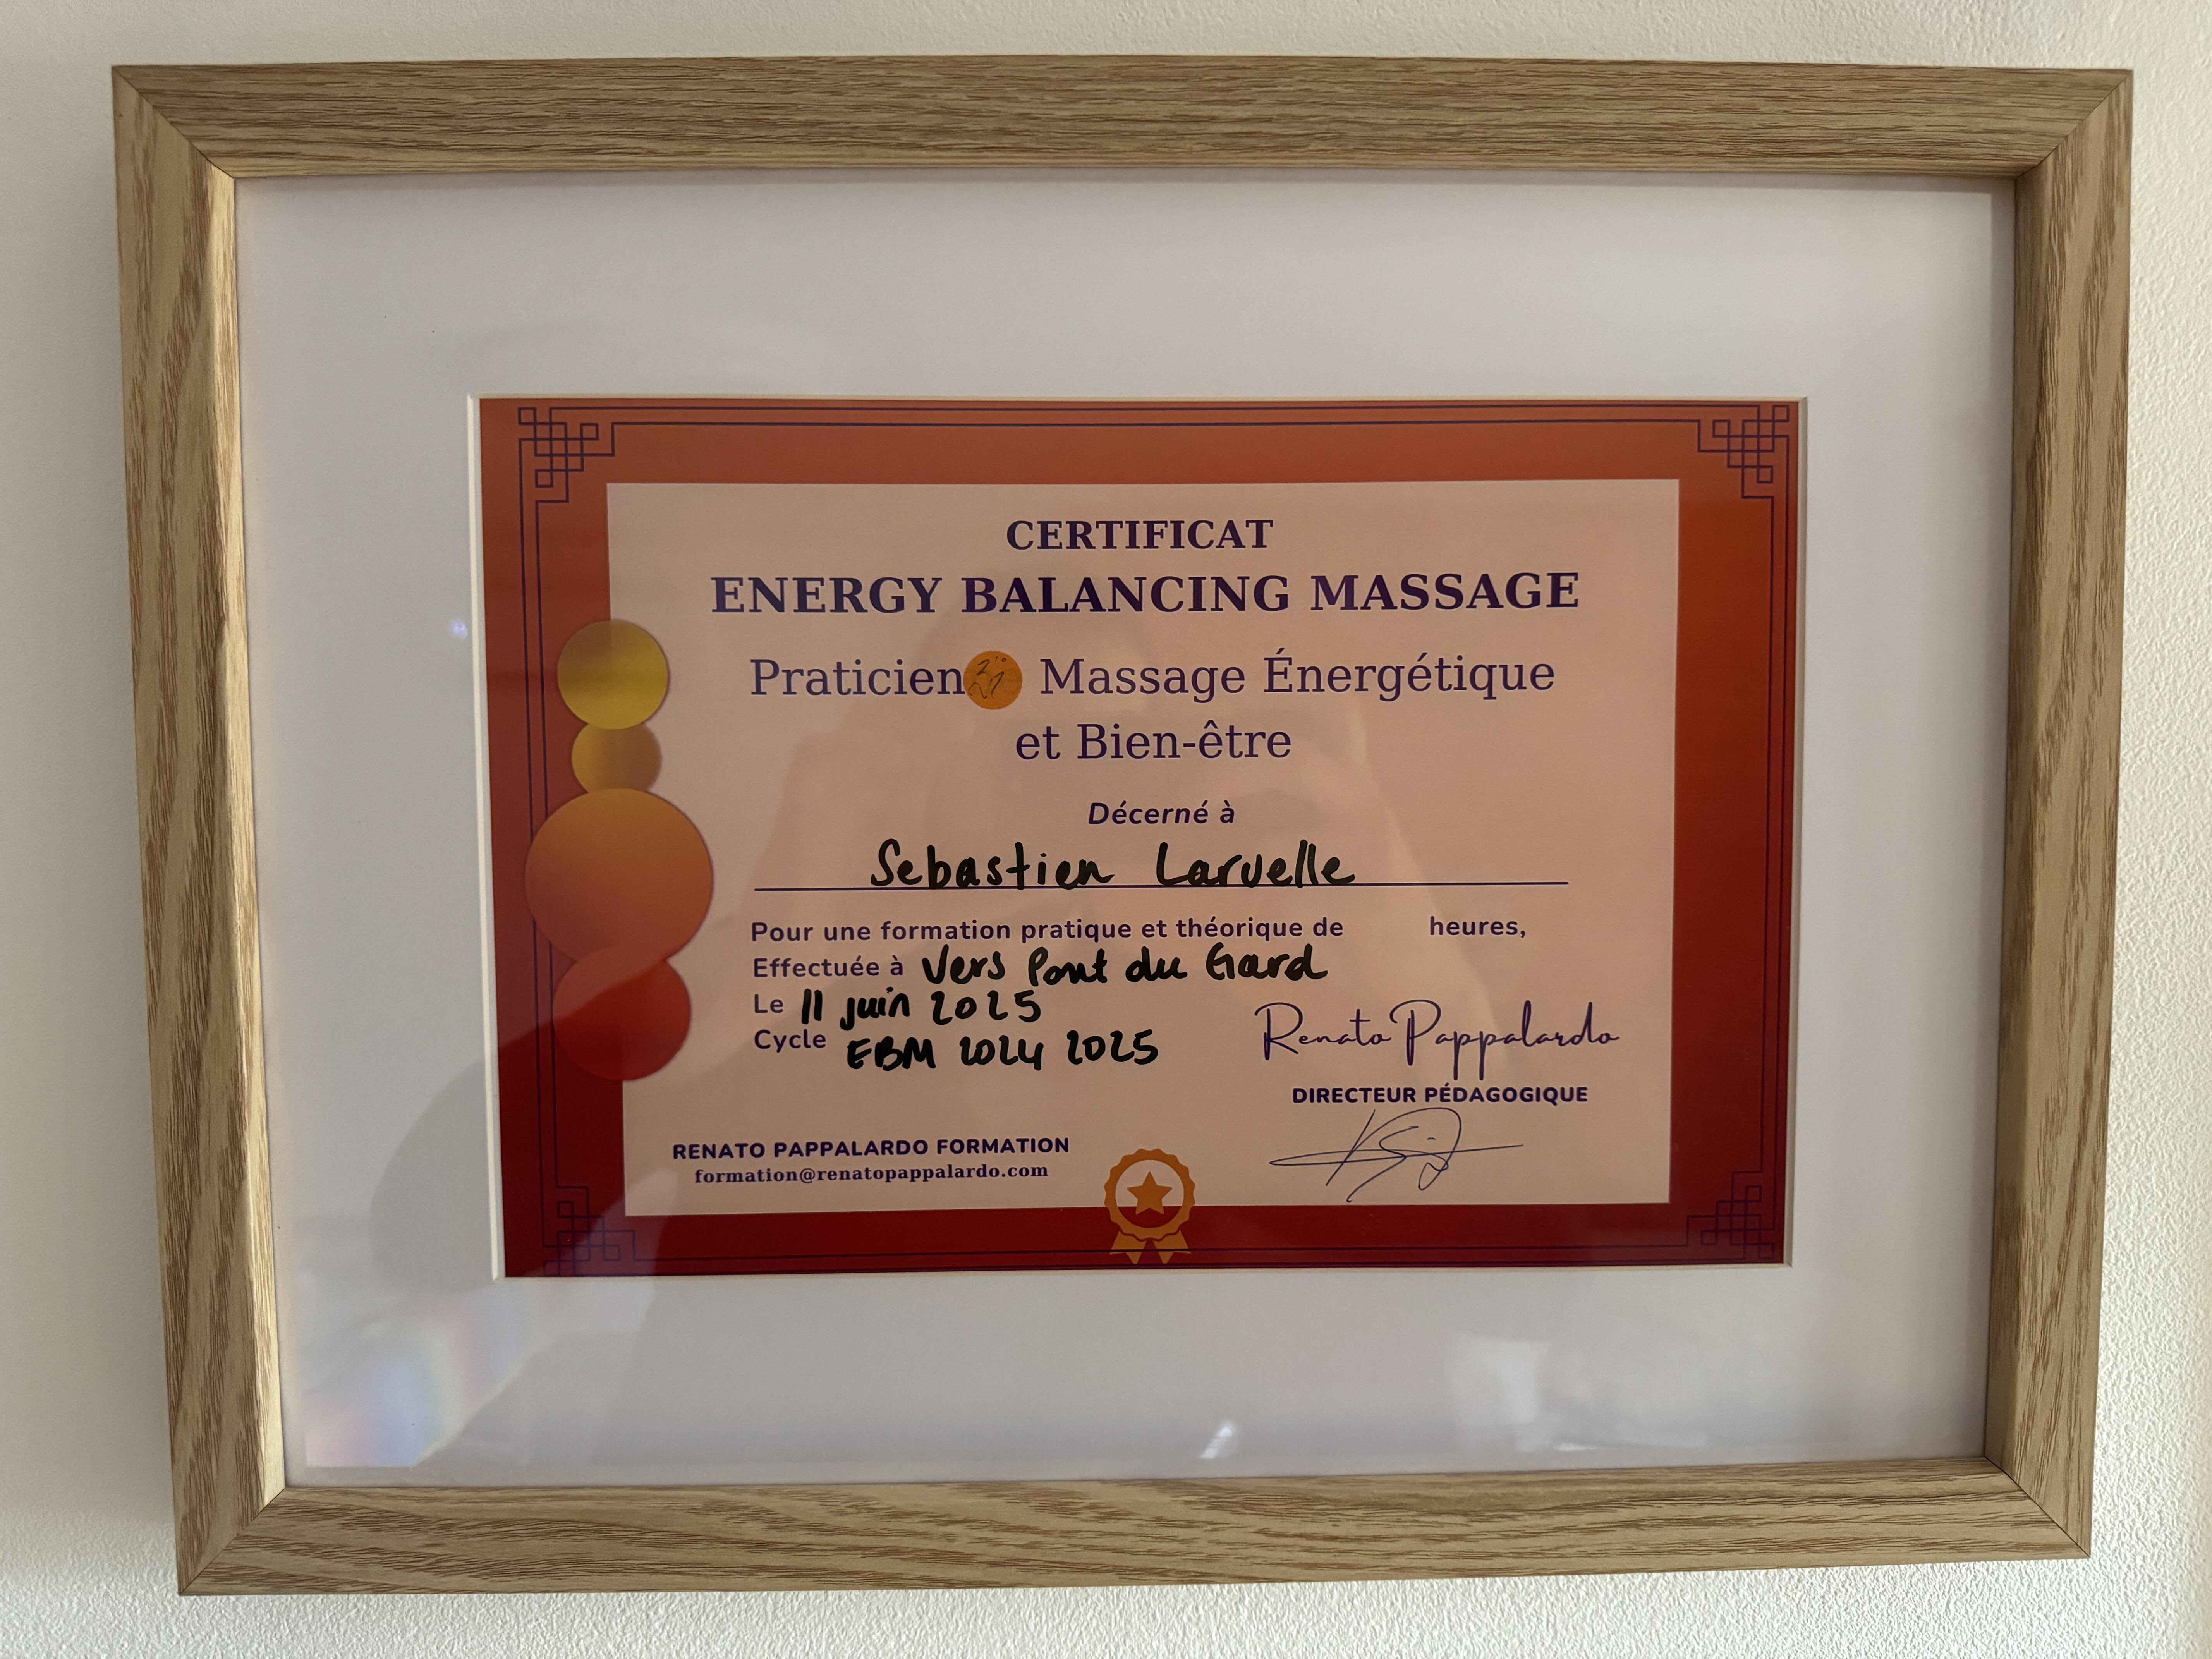 CERTIFICAT
ENERGY BALANCING MASSAGE
Praticien Massage Énergétique
et Bien-être
Décerné à
Sebastien Laruelle
Pour une formation pratique et théorique de heures,
Effectuée à Vers Pont du Gard
Le 11 juin 2025
Cycle EBM 2024 2025
Renato Pappalardo
DIRECTEUR PÉDAGOGIQUE
RENATO PAPPALARDO FORMATION
formation@renatopappalardo.com